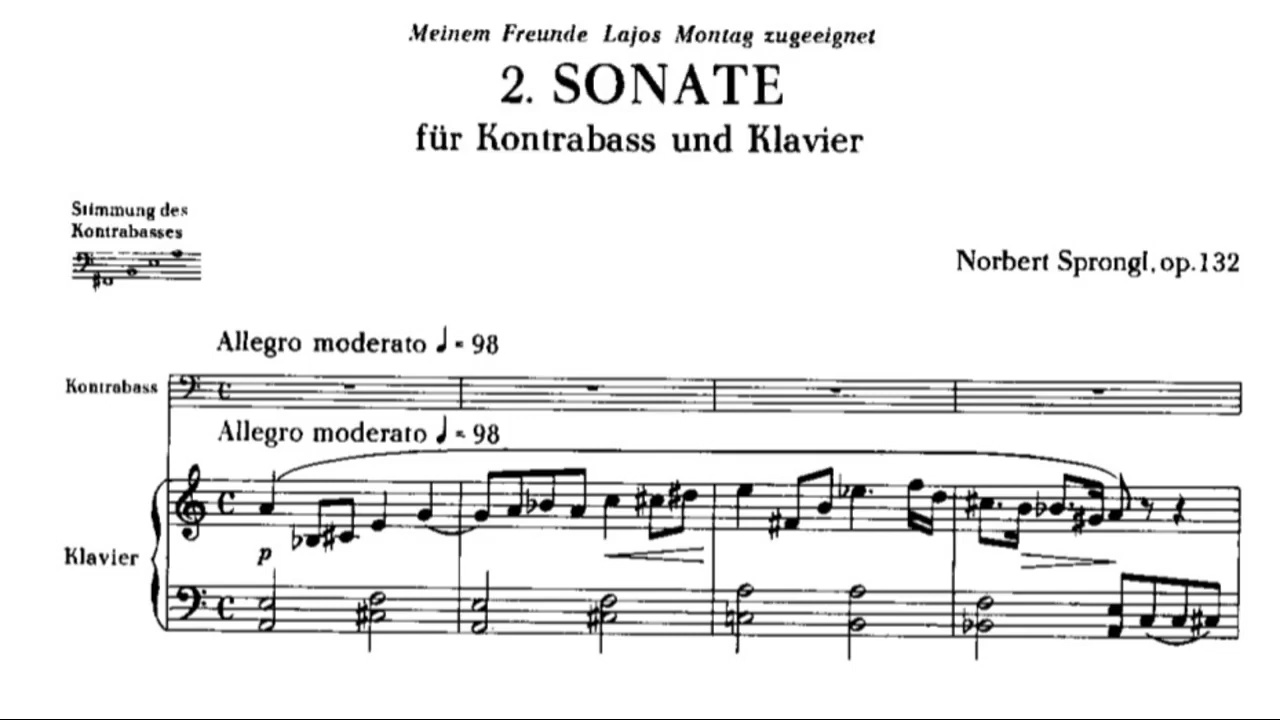 Meinem Freunde Lajos Montag zugeeignet
2. SONATE
für Kontrabass und Klavier
Stimmung des
Kontrabasses
Norbert Sprongl, op.132
Allegro moderato ♩ = 98
Kontrabass
Allegro moderato ♩ = 98
p
Klavier